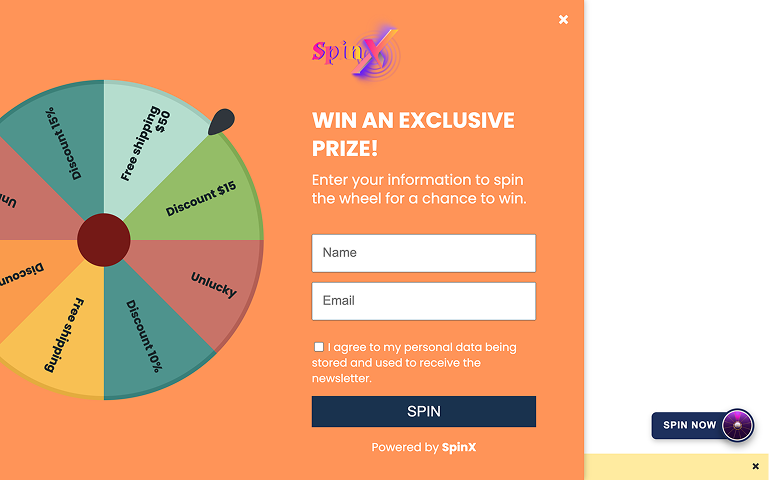 SpinX
WIN AN EXCLUSIVE
PRIZE!
Enter your information to spin
the wheel for a chance to win.
Name
Email
I agree to my personal data being
stored and used to receive the
newsletter.
SPIN
Powered by SpinX
Discount 15%
Free shipping
$50
Discount $15
Unlucky
Discount 10%
Free shipping
Discoun
Unlu
SPIN NOW